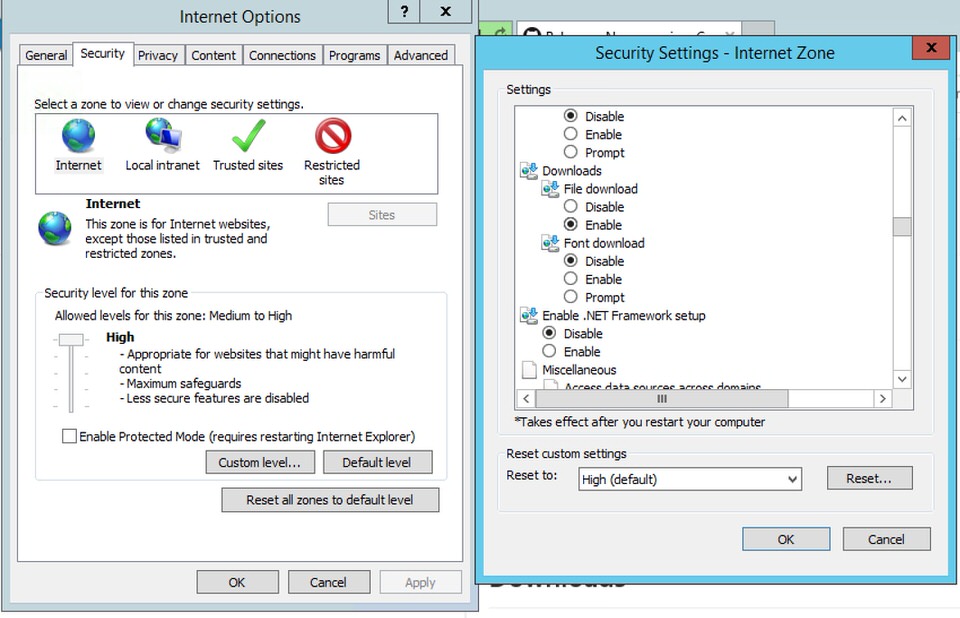 Internet Options
? X
General Security Privacy Content Connections Programs Advanced
Select a zone to view or change security settings.
Internet Local intranet Trusted sites Restricted
sites
Internet
Sites
This zone is for Internet websites,
except those listed in trusted and
restricted zones.
Security level for this zone
Allowed levels for this zone: Medium to High
High
- Appropriate for websites that might have harmful
content
- Maximum safeguards
- Less secure features are disabled
Enable Protected Mode (requires restarting Internet Explorer)
Custom level... Default level
Reset all zones to default level
OK Cancel Apply
Security Settings - Internet Zone
X
Settings
Disable
Enable
Prompt
Downloads
File download
Disable
Enable
Font download
Disable
Enable
Prompt
Enable .NET Framework setup
Disable
Enable
Miscellaneous
Access data sources across domains
*Takes effect after you restart your computer
Reset custom settings
Reset to: High (default) Reset...
OK Cancel
Downloads